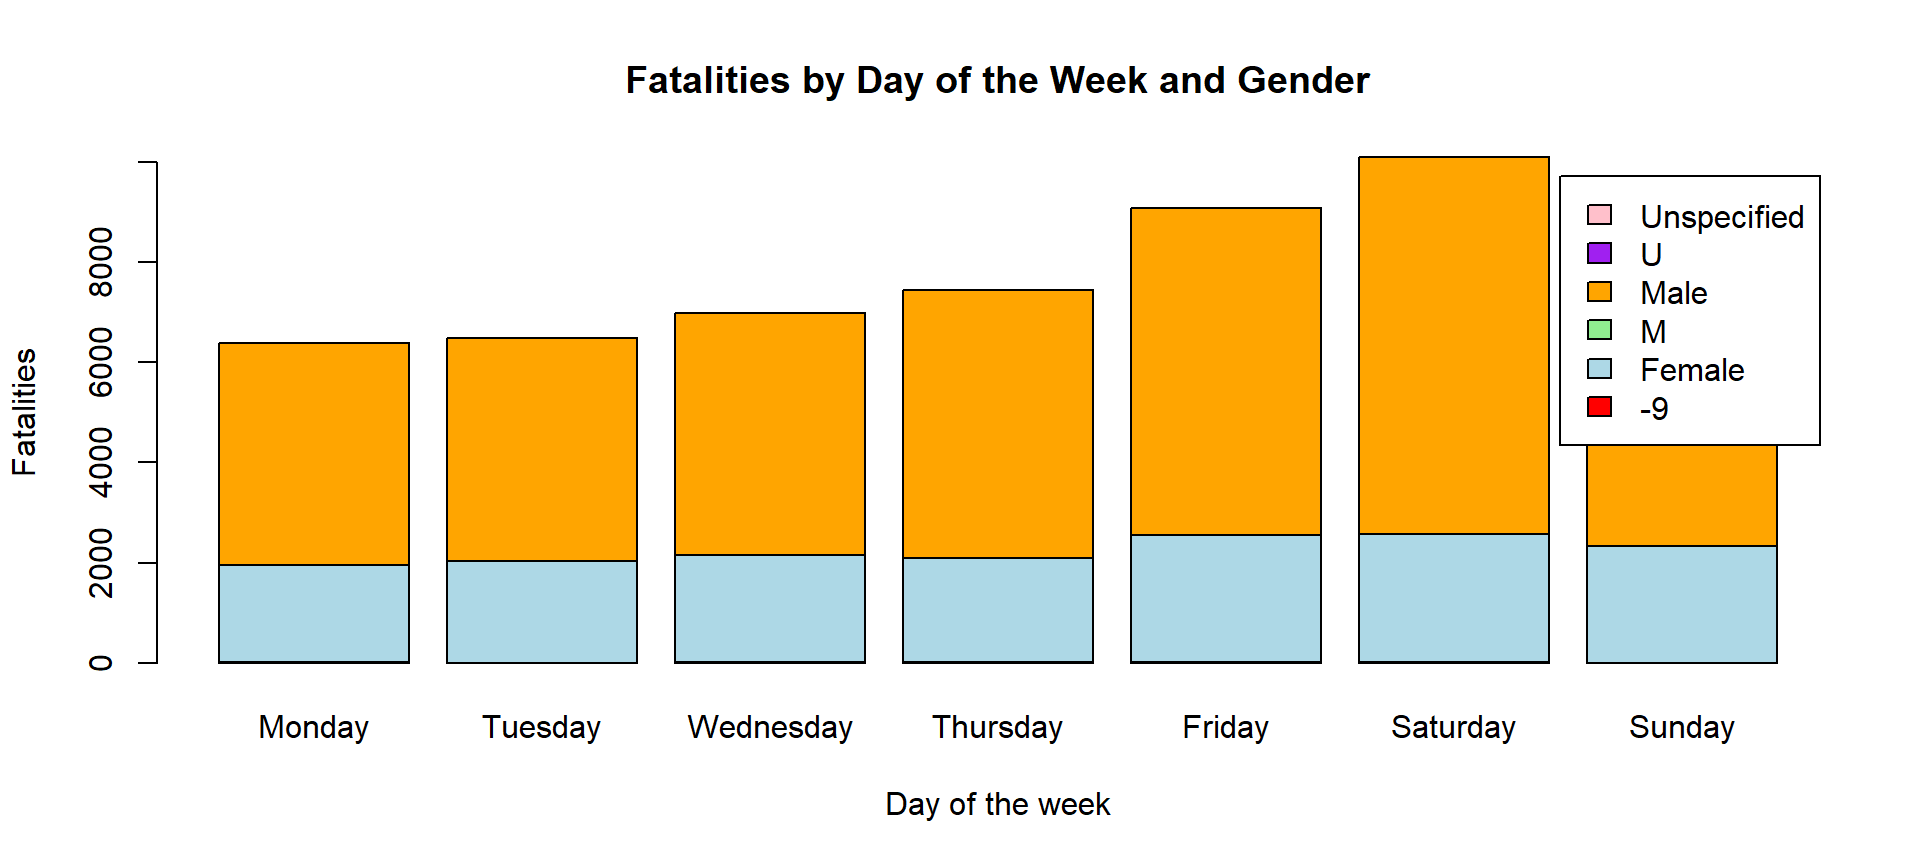 Fatalities by Day of the Week and Gender
Fatalities
8000
6000
4000
2000
0
Unspecified
U
Male
M
Female
-9
Monday Tuesday Wednesday Thursday Friday Saturday Sunday
Day of the week